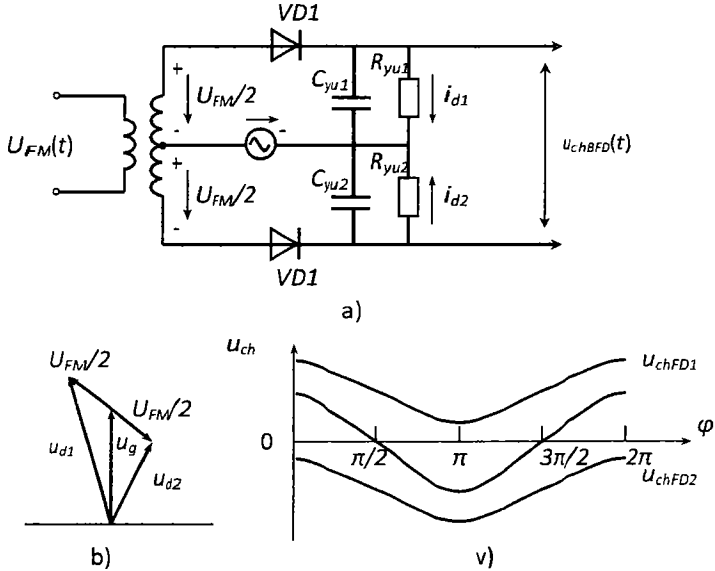 VD1
+
U_FM/2
-
C_yu1
R_yu1
i_d1
U_FM(t)
-
u_chBFD(t)
+
U_FM/2
-
C_yu2
R_yu2
i_d2
VD1
a)
U_FM/2
U_FM/2
u_d1
u_g
u_d2
b)
u_ch
u_chFD1
0
π/2
π
3π/2
2π
φ
u_chFD2
v)